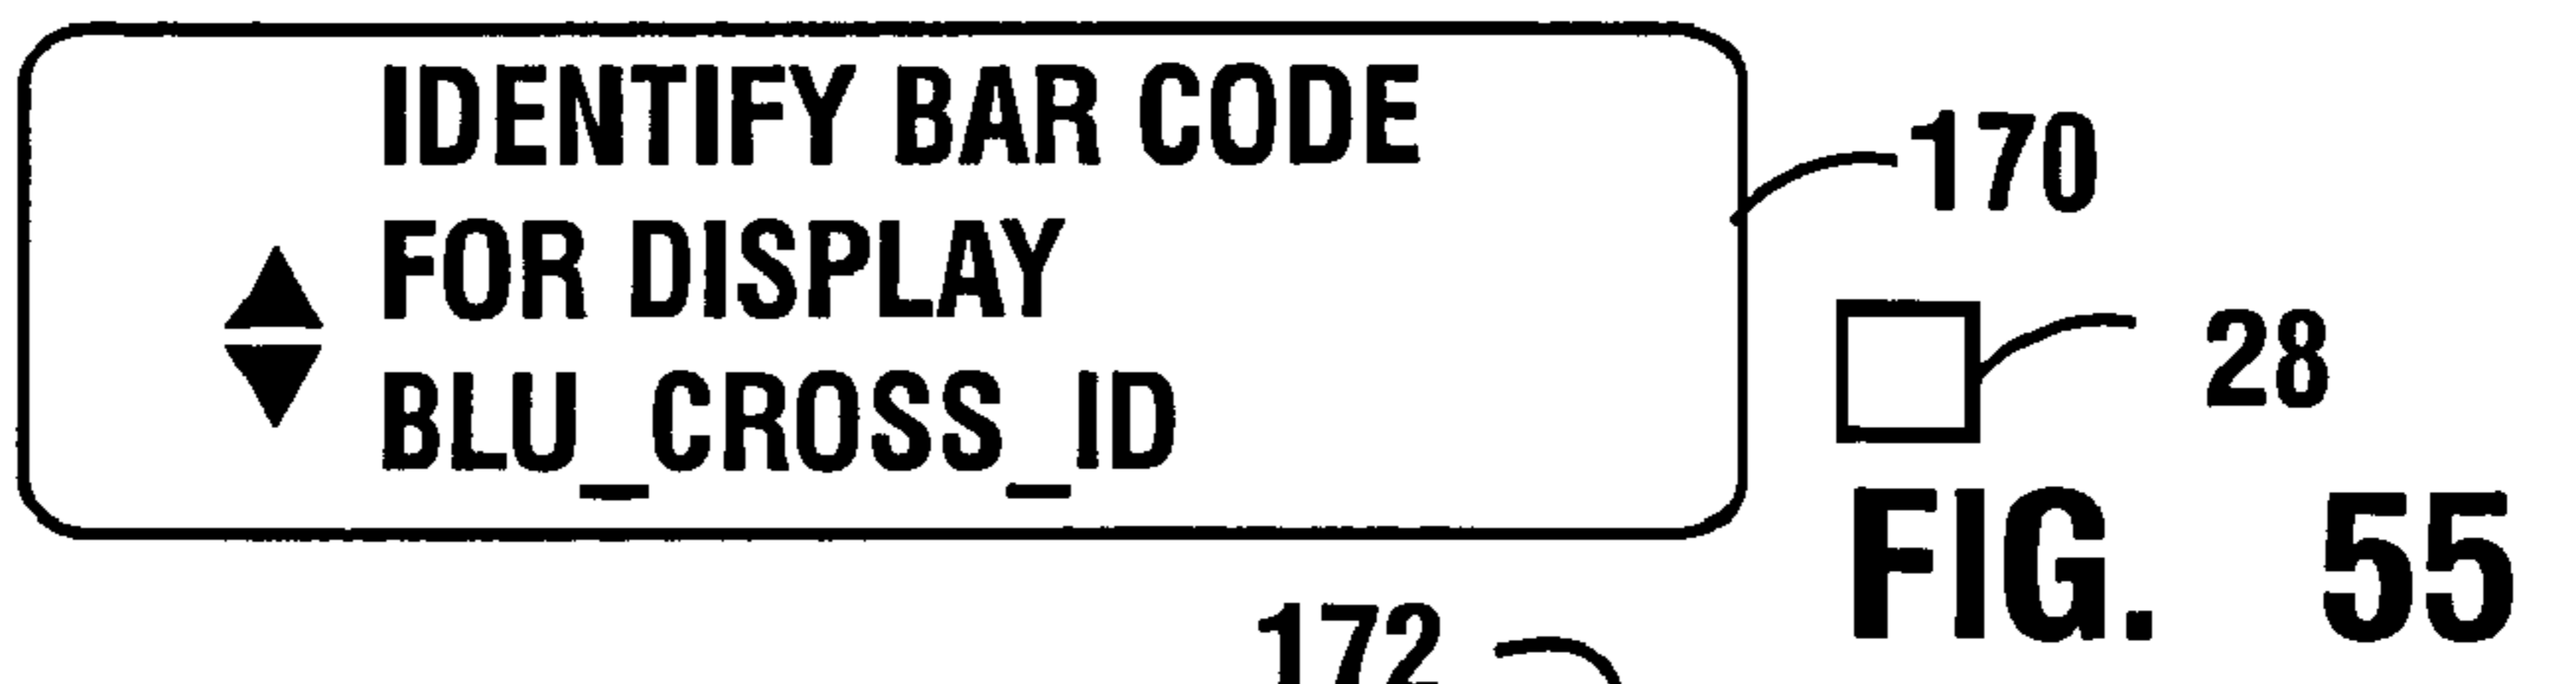 IDENTIFY BAR CODE
FOR DISPLAY
BLU_CROSS_ID
170
28
FIG. 55
172